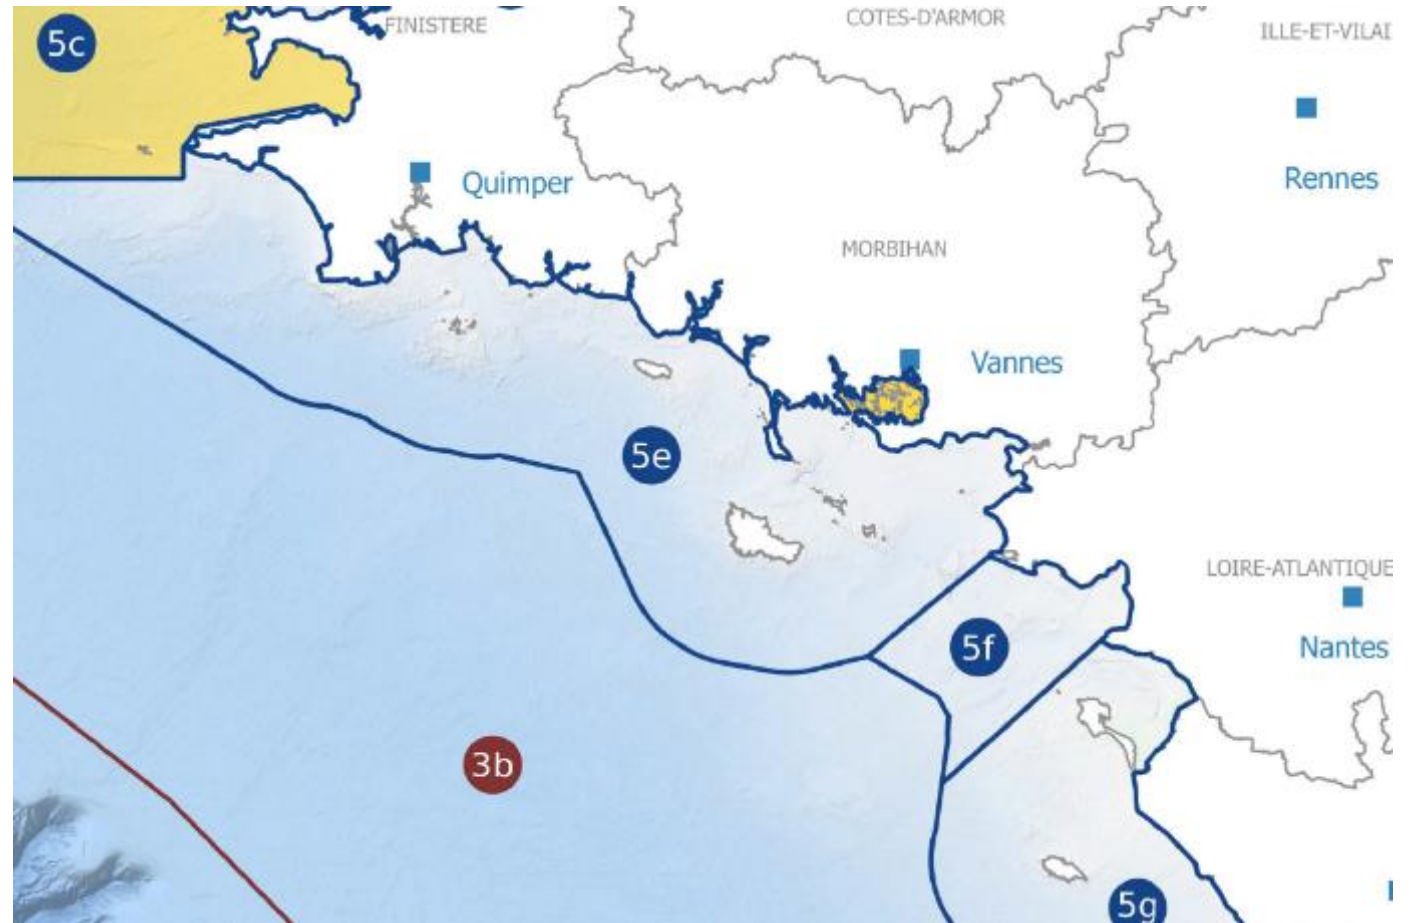 FINISTERE
COTES-D'ARMOR
ILLE-ET-VILAI
5c
Rennes
Quimper
MORBIHAN
Vannes
5e
LOIRE-ATLANTIQUE
5f
Nantes
3b
5g